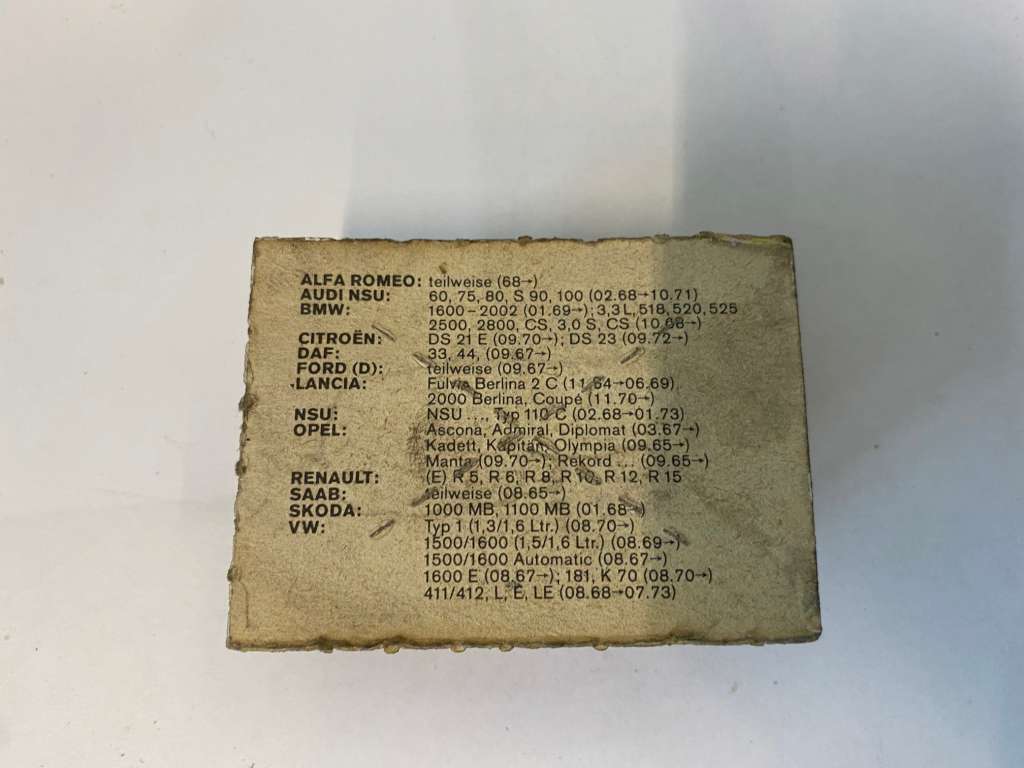 ALFA ROMEO: teilweise (68→)
AUDI NSU: 60, 75, 80, S 90, 100 (02.68→10.71)
BMW: 1600–2002 (01.69→); 3,3 L, 518, 520, 525
2500, 2800, CS, 3,0 S, CS (10.68→)
CITROËN: DS 21 E (09.70→); DS 23 (09.72→)
DAF: 33, 44, (09.67→)
FORD (D): teilweise (09.67→)
LANCIA: Fulvia Berlina 2 C (11.64→06.69)
2000 Berlina, Coupé (11.70→)
NSU: NSU ..., Typ 110 C (02.68→01.73)
OPEL: Ascona, Admiral, Diplomat (03.67→)
Kadett, Kapitän, Olympia (09.65→)
Manta (09.70→); Rekord ... (09.65→)
RENAULT: (E) R 5, R 6, R 8, R 10, R 12, R 15
SAAB: teilweise (08.65→)
SKODA: 1000 MB, 1100 MB (01.68→)
VW: Typ 1 (1,3/1,6 Ltr.) (08.70→)
1500/1600 (1,5/1,6 Ltr.) (08.69→)
1500/1600 Automatic (08.67→)
1600 E (08.67→); 181, K 70 (08.70→)
411/412, L, E, LE (08.68→07.73)